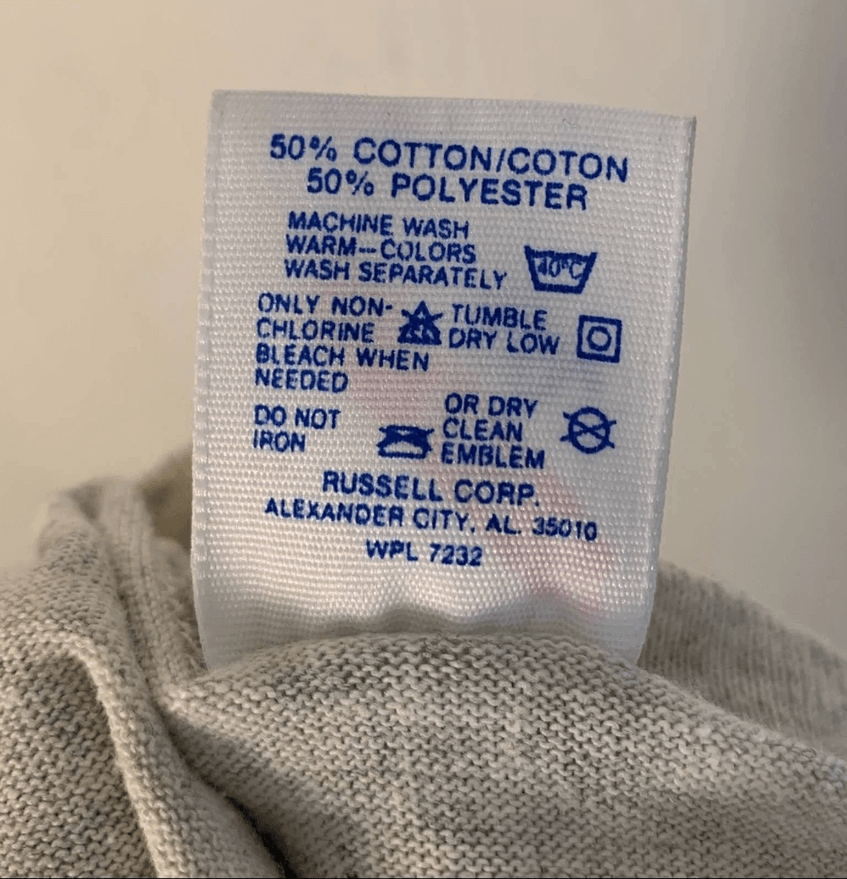 50% COTTON/COTON
50% POLYESTER
MACHINE WASH
WARM--COLORS
WASH SEPARATELY
40°C
ONLY NON-
CHLORINE
BLEACH WHEN
NEEDED
TUMBLE
DRY LOW
DO NOT
IRON
OR DRY
CLEAN
EMBLEM
RUSSELL CORP.
ALEXANDER CITY, AL. 35010
WPL 7232